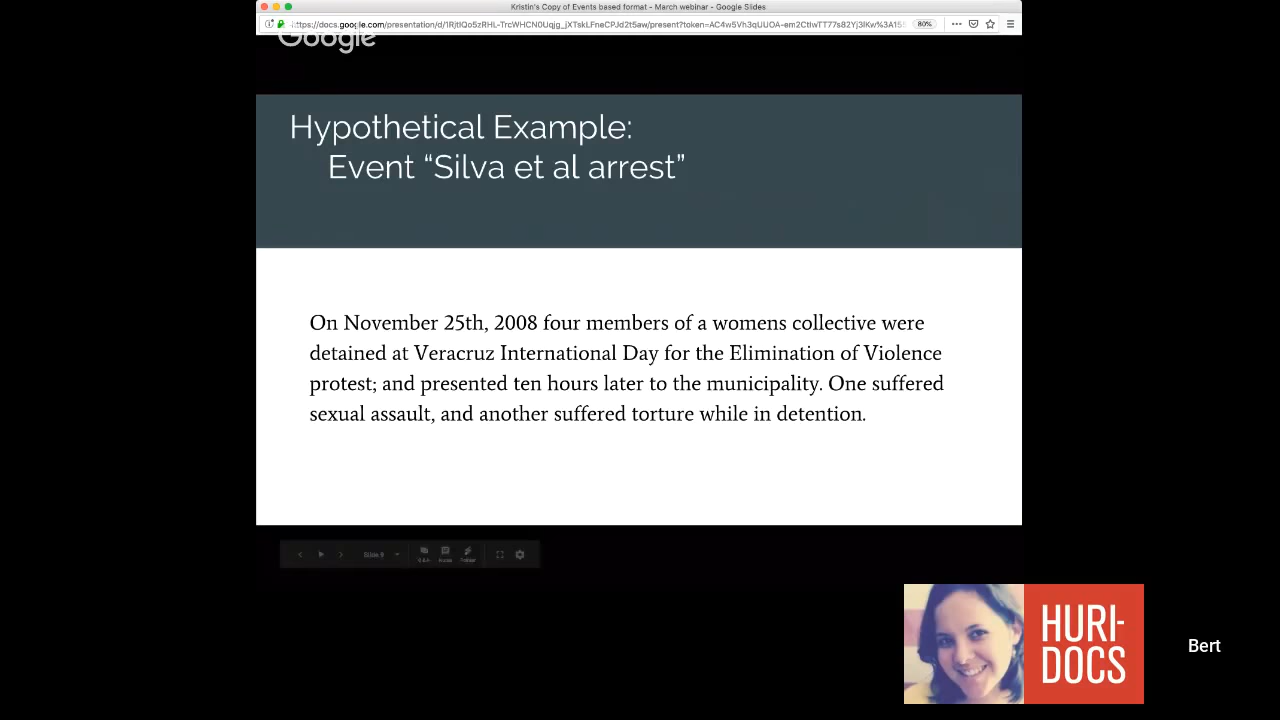 Kristin's Copy of Events based format - March webinar - Google Slides
80%
Google
Hypothetical Example:
Event “Silva et al arrest”
On November 25th, 2008 four members of a womens collective were
detained at Veracruz International Day for the Elimination of Violence
protest; and presented ten hours later to the municipality. One suffered
sexual assault, and another suffered torture while in detention.
Slide 9
HURI-
DOCS
Bert